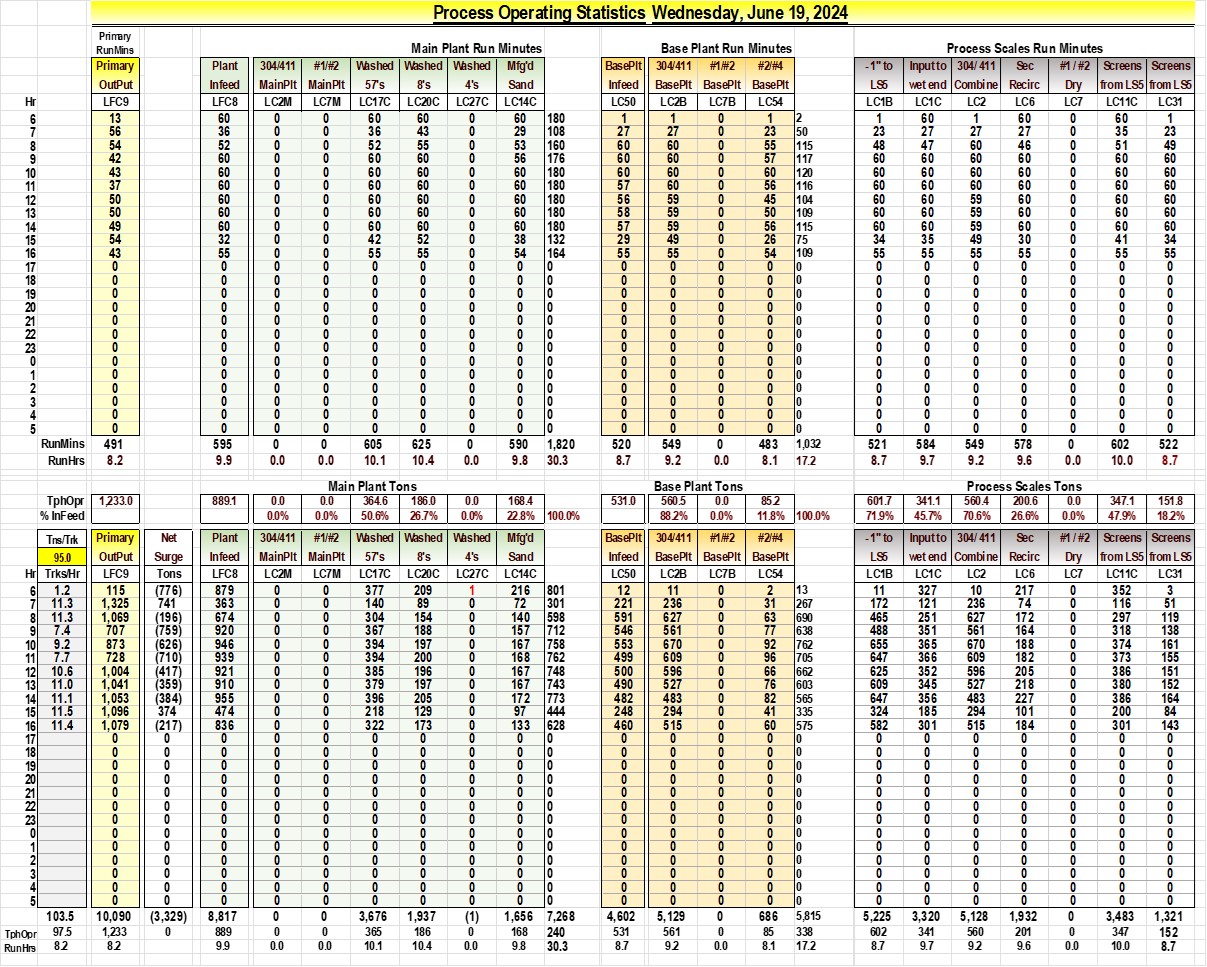 Process Operating Statistics Wednesday, June 19, 2024
Primary
RunMins Main Plant Run Minutes Base Plant Run Minutes Process Scales Run Minutes
Primary Plant 304/411 #1/#2 Washed Washed Washed Mfg'd BasePlt 304/411 #1/#2 #2/#4 -1" to Input to 304/ 411 Sec #1 / #2 Screens Screens
OutPut Infeed MainPlt MainPlt 57's 8's 4's Sand Infeed BasePlt BasePlt BasePlt LS5 wet end Combine Recirc Dry from LS5 from LS5
Hr LFC9 LFC8 LC2M LC7M LC17C LC20C LC27C LC14C LC50 LC2B LC7B LC54 LC1B LC1C LC2 LC6 LC7 LC11C LC31
6 13 60 0 0 60 60 0 60 180 1 1 0 1 2 1 60 1 60 0 60 1
7 56 36 0 0 36 43 0 29 108 27 27 0 23 50 23 27 27 27 0 35 23
8 54 52 0 0 52 55 0 53 160 60 60 0 55 115 48 47 60 46 0 51 49
9 42 60 0 0 60 60 0 56 176 60 60 0 57 117 60 60 60 60 0 60 60
10 43 60 0 0 60 60 0 60 180 60 60 0 60 120 60 60 60 60 0 60 60
11 37 60 0 0 60 60 0 60 180 57 60 0 56 116 60 60 60 60 0 60 60
12 50 60 0 0 60 60 0 60 180 56 59 0 45 104 60 60 59 60 0 60 60
13 50 60 0 0 60 60 0 60 180 58 59 0 50 109 60 60 59 60 0 60 60
14 49 60 0 0 60 60 0 60 180 57 59 0 56 115 60 60 59 60 0 60 60
15 54 32 0 0 42 52 0 38 132 29 49 0 26 75 34 35 49 30 0 41 34
16 43 55 0 0 55 55 0 54 164 55 55 0 54 109 55 55 55 55 0 55 55
17 0 0 0 0 0 0 0 0 0 0 0 0 0 0 0 0 0 0 0 0 0
18 0 0 0 0 0 0 0 0 0 0 0 0 0 0 0 0 0 0 0 0 0
19 0 0 0 0 0 0 0 0 0 0 0 0 0 0 0 0 0 0 0 0 0
20 0 0 0 0 0 0 0 0 0 0 0 0 0 0 0 0 0 0 0 0 0
21 0 0 0 0 0 0 0 0 0 0 0 0 0 0 0 0 0 0 0 0 0
22 0 0 0 0 0 0 0 0 0 0 0 0 0 0 0 0 0 0 0 0 0
23 0 0 0 0 0 0 0 0 0 0 0 0 0 0 0 0 0 0 0 0 0
0 0 0 0 0 0 0 0 0 0 0 0 0 0 0 0 0 0 0 0 0 0
1 0 0 0 0 0 0 0 0 0 0 0 0 0 0 0 0 0 0 0 0 0
2 0 0 0 0 0 0 0 0 0 0 0 0 0 0 0 0 0 0 0 0 0
3 0 0 0 0 0 0 0 0 0 0 0 0 0 0 0 0 0 0 0 0 0
4 0 0 0 0 0 0 0 0 0 0 0 0 0 0 0 0 0 0 0 0 0
5 0 0 0 0 0 0 0 0 0 0 0 0 0 0 0 0 0 0 0 0 0
RunMins 491 595 0 0 605 625 0 590 1,820 520 549 0 483 1,032 521 584 549 578 0 602 522
RunHrs 8.2 9.9 0.0 0.0 10.1 10.4 0.0 9.8 30.3 8.7 9.2 0.0 8.1 17.2 8.7 9.7 9.2 9.6 0.0 10.0 8.7
Main Plant Tons Base Plant Tons Process Scales Tons
TphOpr 1,233.0 889.1 0.0 0.0 364.6 186.0 0.0 168.4 531.0 560.5 0.0 85.2 601.7 341.1 560.4 200.6 0.0 347.1 151.8
% InFeed 0.0% 0.0% 50.6% 26.7% 0.0% 22.8% 100.0% 88.2% 0.0% 11.8% 100.0% 71.9% 45.7% 70.6% 26.6% 0.0% 47.9% 18.2%
Tns/Trk Primary Net Plant 304/411 #1/#2 Washed Washed Washed Mfg'd BasePlt 304/411 #1/#2 #2/#4 -1" to Input to 304/ 411 Sec #1 / #2 Screens Screens
95.0 OutPut Surge Infeed MainPlt MainPlt 57's 8's 4's Sand Infeed BasePlt BasePlt BasePlt LS5 wet end Combine Recirc Dry from LS5 from LS5
Hr Trks/Hr LFC9 Tons LFC8 LC2M LC7M LC17C LC20C LC27C LC14C LC50 LC2B LC7B LC54 LC1B LC1C LC2 LC6 LC7 LC11C LC31
6 1.2 115 (776) 879 0 0 377 209 1 216 801 12 11 0 2 13 11 327 10 217 0 352 3
7 11.3 1,325 741 363 0 0 140 89 0 72 301 221 236 0 31 267 172 121 236 74 0 116 51
8 11.3 1,069 (196) 674 0 0 304 154 0 140 598 591 627 0 63 690 465 251 627 172 0 297 119
9 7.4 707 (759) 920 0 0 367 188 0 157 712 546 561 0 77 638 488 351 561 164 0 318 138
10 9.2 873 (626) 946 0 0 394 197 0 167 758 553 670 0 92 762 655 365 670 188 0 374 161
11 7.7 728 (710) 939 0 0 394 200 0 168 762 499 609 0 96 705 647 366 609 182 0 373 155
12 10.6 1,004 (417) 921 0 0 385 196 0 167 748 500 596 0 66 662 625 352 596 205 0 386 151
13 11.0 1,041 (359) 910 0 0 379 197 0 167 743 490 527 0 76 603 609 345 527 218 0 380 152
14 11.1 1,053 (384) 955 0 0 396 205 0 172 773 482 483 0 82 565 647 356 483 227 0 386 164
15 11.5 1,096 374 474 0 0 218 129 0 97 444 248 294 0 41 335 324 185 294 101 0 200 84
16 11.4 1,079 (217) 836 0 0 322 173 0 133 628 460 515 0 60 575 582 301 515 184 0 301 143
17 0 0 0 0 0 0 0 0 0 0 0 0 0 0 0 0 0 0 0 0 0 0
18 0 0 0 0 0 0 0 0 0 0 0 0 0 0 0 0 0 0 0 0 0 0
19 0 0 0 0 0 0 0 0 0 0 0 0 0 0 0 0 0 0 0 0 0 0
20 0 0 0 0 0 0 0 0 0 0 0 0 0 0 0 0 0 0 0 0 0 0
21 0 0 0 0 0 0 0 0 0 0 0 0 0 0 0 0 0 0 0 0 0 0
22 0 0 0 0 0 0 0 0 0 0 0 0 0 0 0 0 0 0 0 0 0 0
23 0 0 0 0 0 0 0 0 0 0 0 0 0 0 0 0 0 0 0 0 0 0
0 0 0 0 0 0 0 0 0 0 0 0 0 0 0 0 0 0 0 0 0 0 0
1 0 0 0 0 0 0 0 0 0 0 0 0 0 0 0 0 0 0 0 0 0 0
2 0 0 0 0 0 0 0 0 0 0 0 0 0 0 0 0 0 0 0 0 0 0
3 0 0 0 0 0 0 0 0 0 0 0 0 0 0 0 0 0 0 0 0 0 0
4 0 0 0 0 0 0 0 0 0 0 0 0 0 0 0 0 0 0 0 0 0 0
5 0 0 0 0 0 0 0 0 0 0 0 0 0 0 0 0 0 0 0 0 0 0
103.5 10,090 (3,329) 8,817 0 0 3,676 1,937 (1) 1,656 7,268 4,602 5,129 0 686 5,815 5,225 3,320 5,128 1,932 0 3,483 1,321
TphOpr 97.5 1,233 0 889 0 0 365 186 0 168 240 531 561 0 85 338 602 341 560 201 0 347 152
RunHrs 8.2 8.2 9.9 0.0 0.0 10.1 10.4 0.0 9.8 30.3 8.7 9.2 0.0 8.1 17.2 8.7 9.7 9.2 9.6 0.0 10.0 8.7